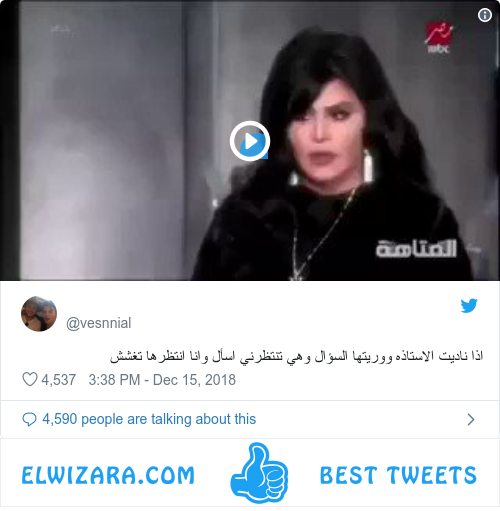 مصر
mbc
المتاهة
@vesnnial
اذا ناديت الاستاذه ووريتها السؤال وهي تنتظرني اسأل وانا انتظرها تغشش
4,537 3:38 PM - Dec 15, 2018
4,590 people are talking about this
ELWIZARA.COM BEST TWEETS